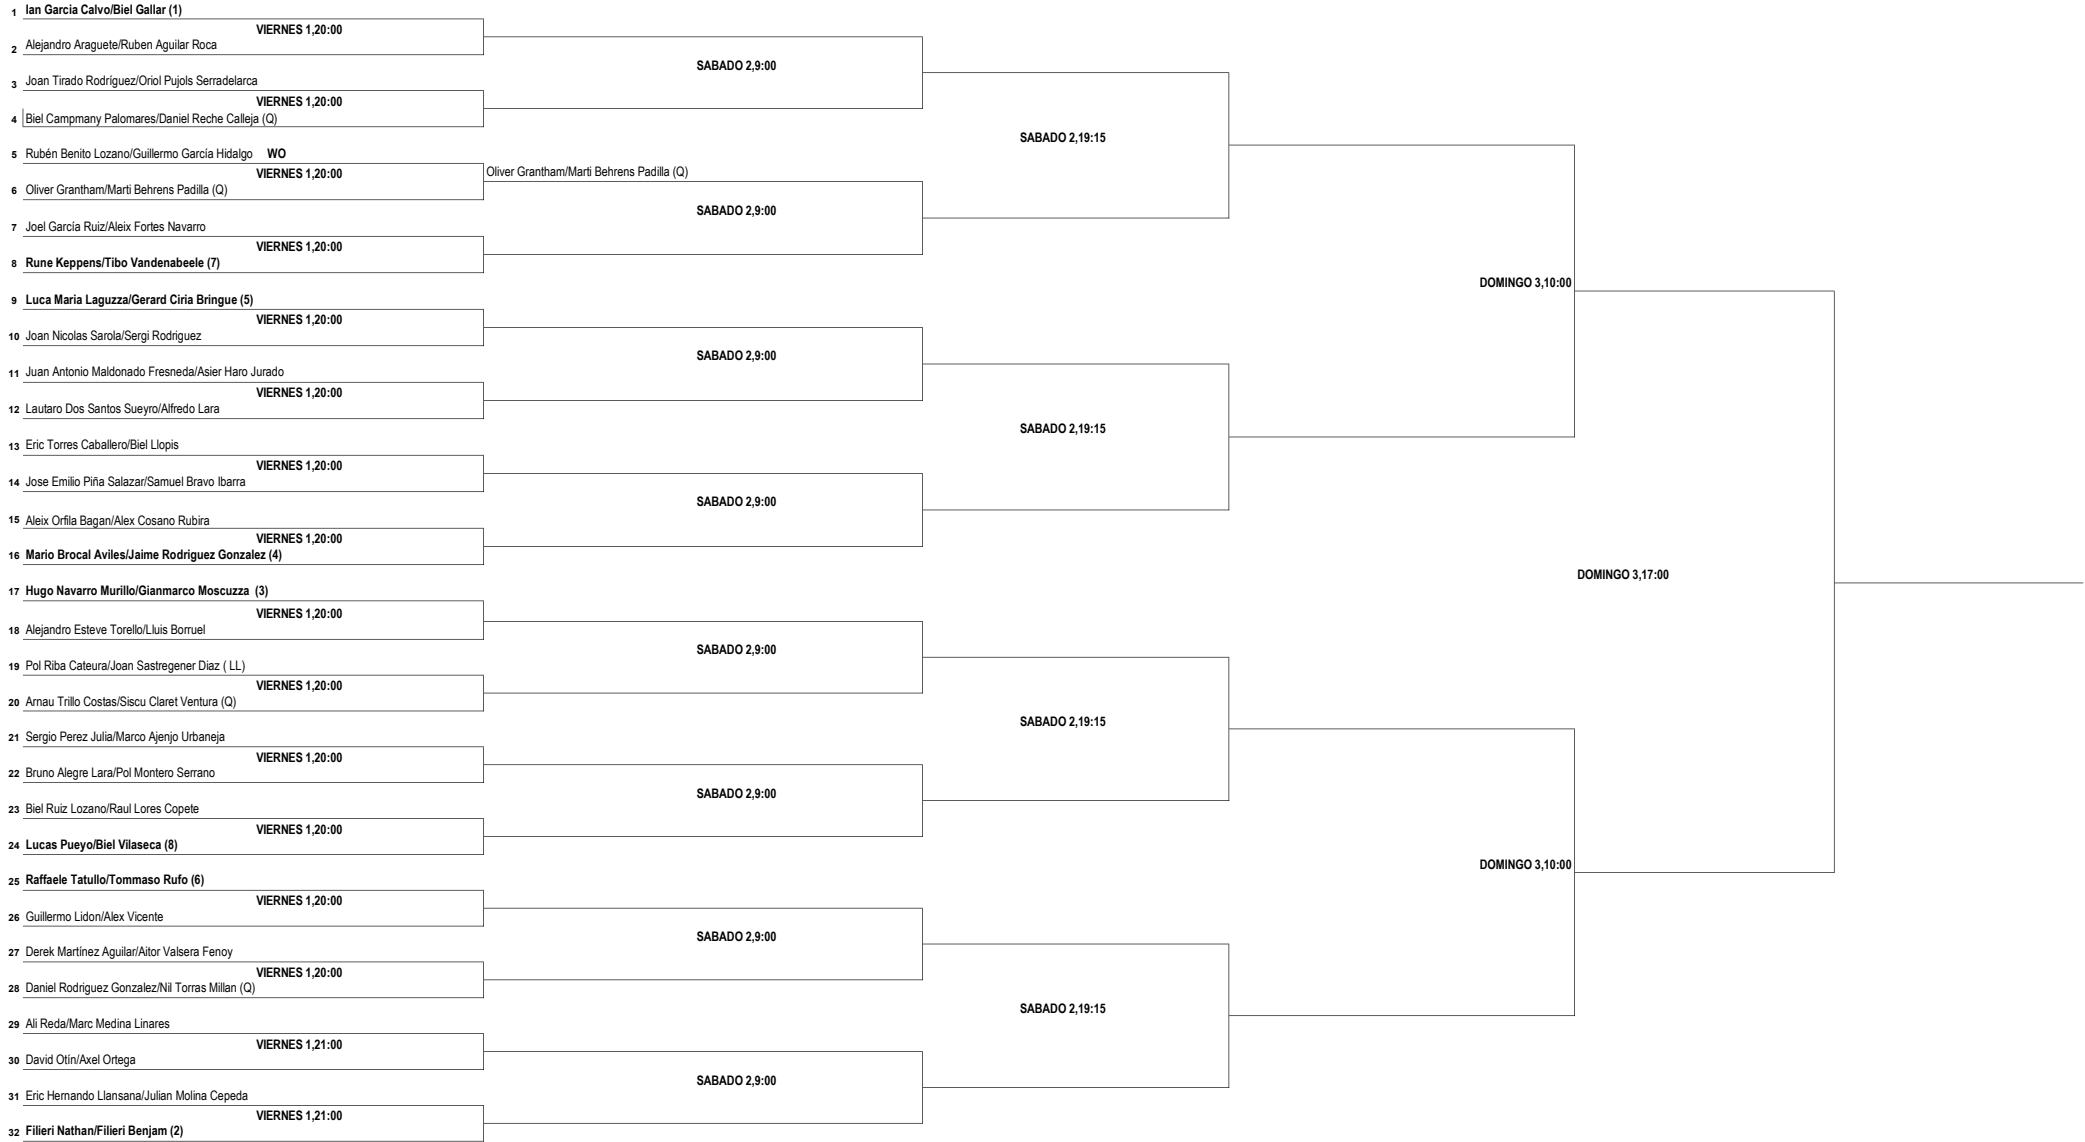 1 Ian Garcia Calvo/Biel Gallar (1)
VIERNES 1,20:00
2 Alejandro Araguete/Ruben Aguilar Roca
SABADO 2,9:00
3 Joan Tirado Rodríguez/Oriol Pujols Serradelarca
VIERNES 1,20:00
4 Biel Campmany Palomares/Daniel Reche Calleja (Q)
SABADO 2,19:15
5 Rubén Benito Lozano/Guillermo García Hidalgo WO
VIERNES 1,20:00
Oliver Grantham/Marti Behrens Padilla (Q)
6 Oliver Grantham/Marti Behrens Padilla (Q)
SABADO 2,9:00
7 Joel García Ruiz/Aleix Fortes Navarro
VIERNES 1,20:00
8 Rune Keppens/Tibo Vandenabeele (7)
DOMINGO 3,10:00
9 Luca Maria Laguzza/Gerard Ciria Bringue (5)
VIERNES 1,20:00
10 Joan Nicolas Sarola/Sergi Rodriguez
SABADO 2,9:00
11 Juan Antonio Maldonado Fresneda/Asier Haro Jurado
VIERNES 1,20:00
12 Lautaro Dos Santos Sueyro/Alfredo Lara
SABADO 2,19:15
13 Eric Torres Caballero/Biel Llopis
VIERNES 1,20:00
14 Jose Emilio Piña Salazar/Samuel Bravo Ibarra
SABADO 2,9:00
15 Aleix Orfila Bagan/Alex Cosano Rubira
VIERNES 1,20:00
16 Mario Brocal Aviles/Jaime Rodriguez Gonzalez (4)
DOMINGO 3,17:00
17 Hugo Navarro Murillo/Gianmarco Moscuzza (3)
VIERNES 1,20:00
18 Alejandro Esteve Torello/Lluis Borruel
SABADO 2,9:00
19 Pol Riba Cateura/Joan Sastregener Diaz ( LL)
VIERNES 1,20:00
20 Arnau Trillo Costas/Siscu Claret Ventura (Q)
SABADO 2,19:15
21 Sergio Perez Julia/Marco Ajenjo Urbaneja
VIERNES 1,20:00
22 Bruno Alegre Lara/Pol Montero Serrano
SABADO 2,9:00
23 Biel Ruiz Lozano/Raul Lores Copete
VIERNES 1,20:00
24 Lucas Pueyo/Biel Vilaseca (8)
DOMINGO 3,10:00
25 Raffaele Tatullo/Tommaso Rufo (6)
VIERNES 1,20:00
26 Guillermo Lidon/Alex Vicente
SABADO 2,9:00
27 Derek Martínez Aguilar/Aitor Valsera Fenoy
VIERNES 1,20:00
28 Daniel Rodriguez Gonzalez/Nil Torras Millan (Q)
SABADO 2,19:15
29 Ali Reda/Marc Medina Linares
VIERNES 1,21:00
30 David Otín/Axel Ortega
SABADO 2,9:00
31 Eric Hernando Llansana/Julian Molina Cepeda
VIERNES 1,21:00
32 Filieri Nathan/Filieri Benjam (2)